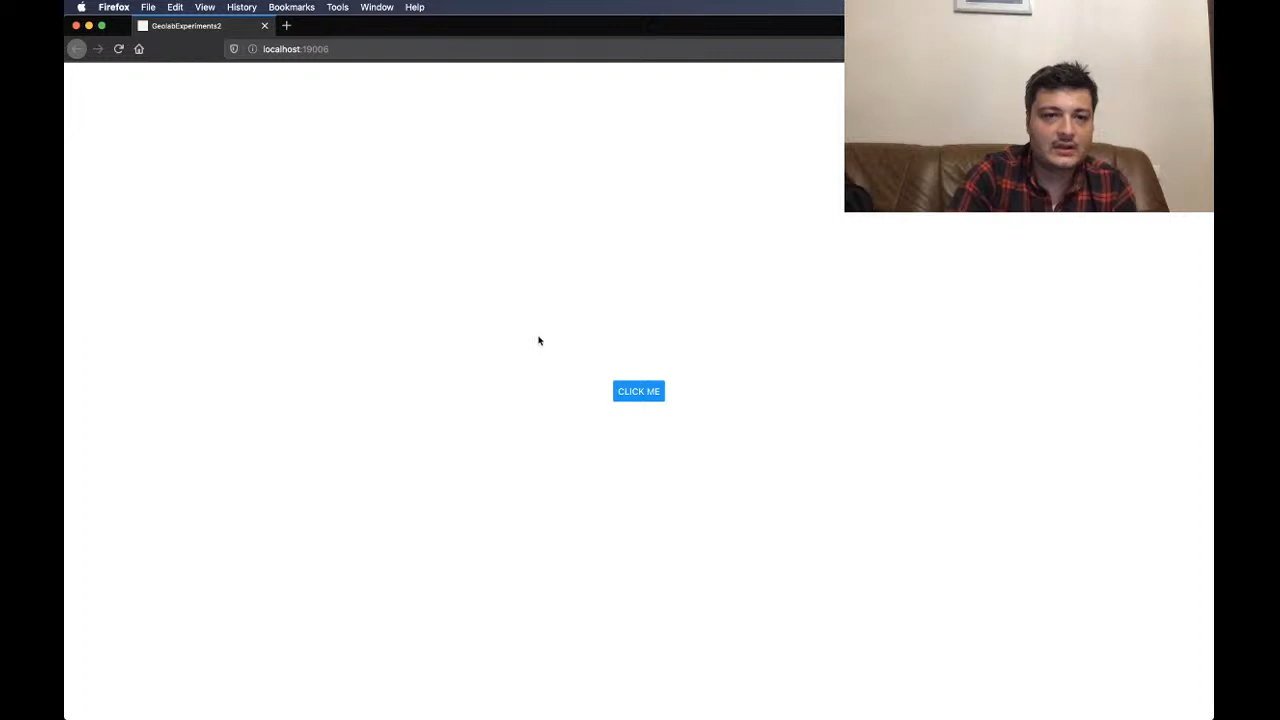 Firefox File Edit View History Bookmarks Tools Window Help
GeolabExperiments2
localhost:19006
CLICK ME